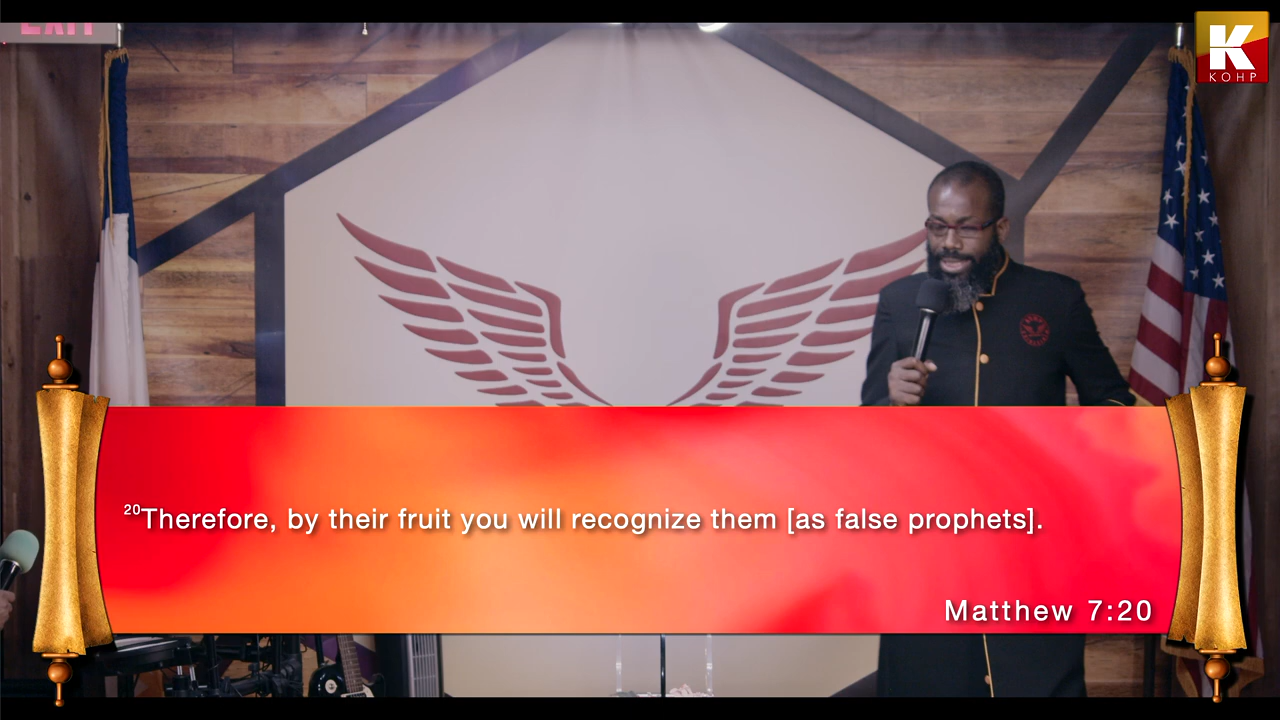 EXIT
K
KOHP
20Therefore, by their fruit you will recognize them [as false prophets].
Matthew 7:20